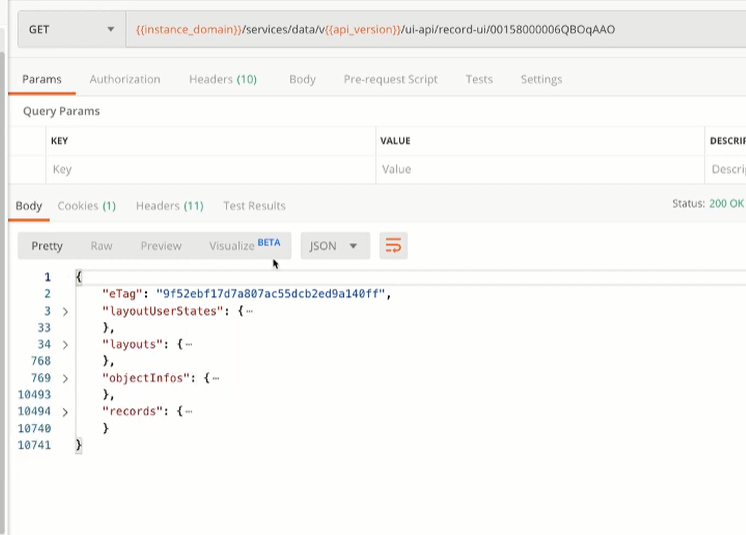 GET {{instance_domain}}/services/data/v{{api_version}}/ui-api/record-ui/00158000006QBOqAAO
Params Authorization Headers (10) Body Pre-request Script Tests Settings
Query Params
KEY VALUE DESCRIP
Key Value Descri
Body Cookies (1) Headers (11) Test Results Status: 200 OK
Pretty Raw Preview Visualize BETA JSON
1 {
2 "eTag": "9f52ebf17d7a807ac55dcb2ed9a140ff",
3 "layoutUserStates": {⋯
33 },
34 "layouts": {⋯
768 },
769 "objectInfos": {⋯
10493 },
10494 "records": {⋯
10740 }
10741 }